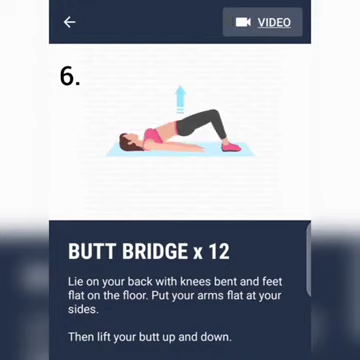 VIDEO
6.
BUTT BRIDGE x 12
Lie on your back with knees bent and feet
flat on the floor. Put your arms flat at your
sides.
Then lift your butt up and down.